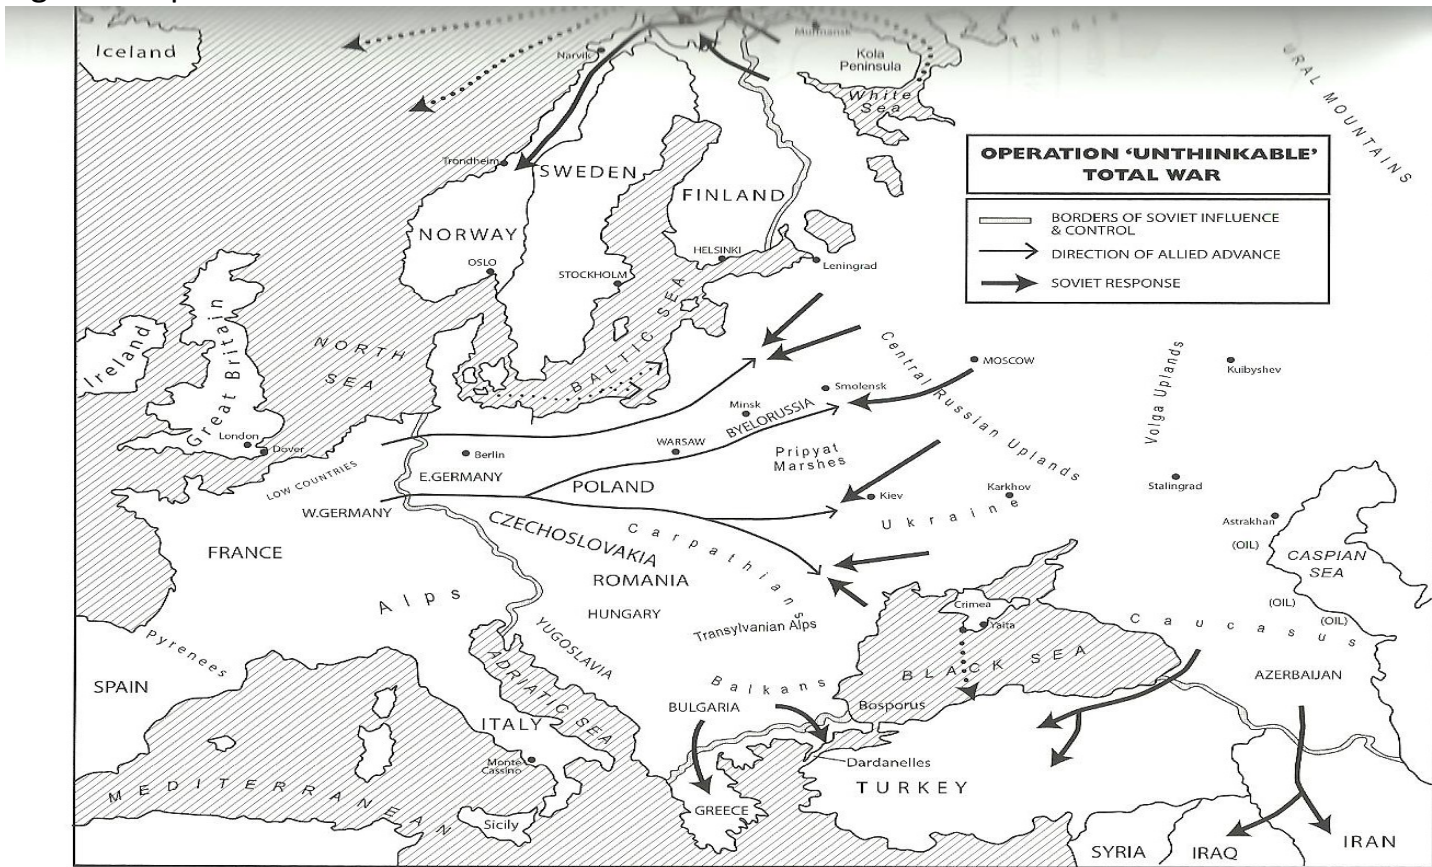 Iceland
Narvik
Murmansk
Kola
Peninsula
White
Sea
URAL MOUNTAINS
Trondheim
SWEDEN
FINLAND
NORWAY
OSLO
HELSINKI
STOCKHOLM
Leningrad
OPERATION ‘UNTHINKABLE’
TOTAL WAR
BORDERS OF SOVIET INFLUENCE
& CONTROL
DIRECTION OF ALLIED ADVANCE
SOVIET RESPONSE
Ireland
Great Britain
NORTH
SEA
BALTIC SEA
London
Dover
LOW COUNTRIES
Berlin
E.GERMANY
W.GERMANY
WARSAW
POLAND
Minsk
BYELORUSSIA
Smolensk
MOSCOW
Central Russian Uplands
Volga Uplands
Kuibyshev
Pripyat
Marshes
Kiev
Karkhov
Ukraine
Stalingrad
Astrakhan
(OIL)
CASPIAN
SEA
(OIL)
(OIL)
FRANCE
Alps
CZECHOSLOVAKIA
Carpathians
ROMANIA
HUNGARY
Transylvanian Alps
YUGOSLAVIA
Crimea
Yalta
BLACK SEA
Caucasus
AZERBAIJAN
Pyrenees
SPAIN
ADRIATIC SEA
ITALY
Balkans
BULGARIA
Bosporus
Monte
Cassino
Dardanelles
TURKEY
MEDITERRANEAN
Sicily
GREECE
SYRIA
IRAQ
IRAN